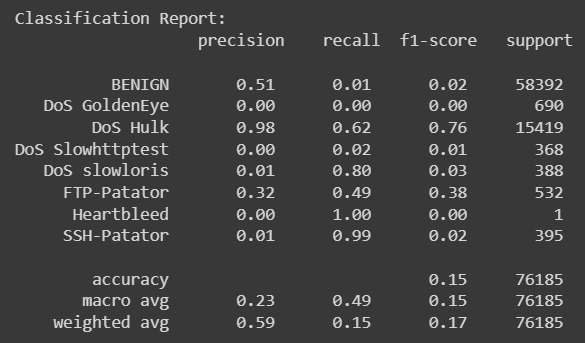 Classification Report:
precision recall f1-score support
BENIGN 0.51 0.01 0.02 58392
DoS GoldenEye 0.00 0.00 0.00 690
DoS Hulk 0.98 0.62 0.76 15419
DoS Slowhttptest 0.00 0.02 0.01 368
DoS slowloris 0.01 0.80 0.03 388
FTP-Patator 0.32 0.49 0.38 532
Heartbleed 0.00 1.00 0.00 1
SSH-Patator 0.01 0.99 0.02 395
accuracy 0.15 76185
macro avg 0.23 0.49 0.15 76185
weighted avg 0.59 0.15 0.17 76185